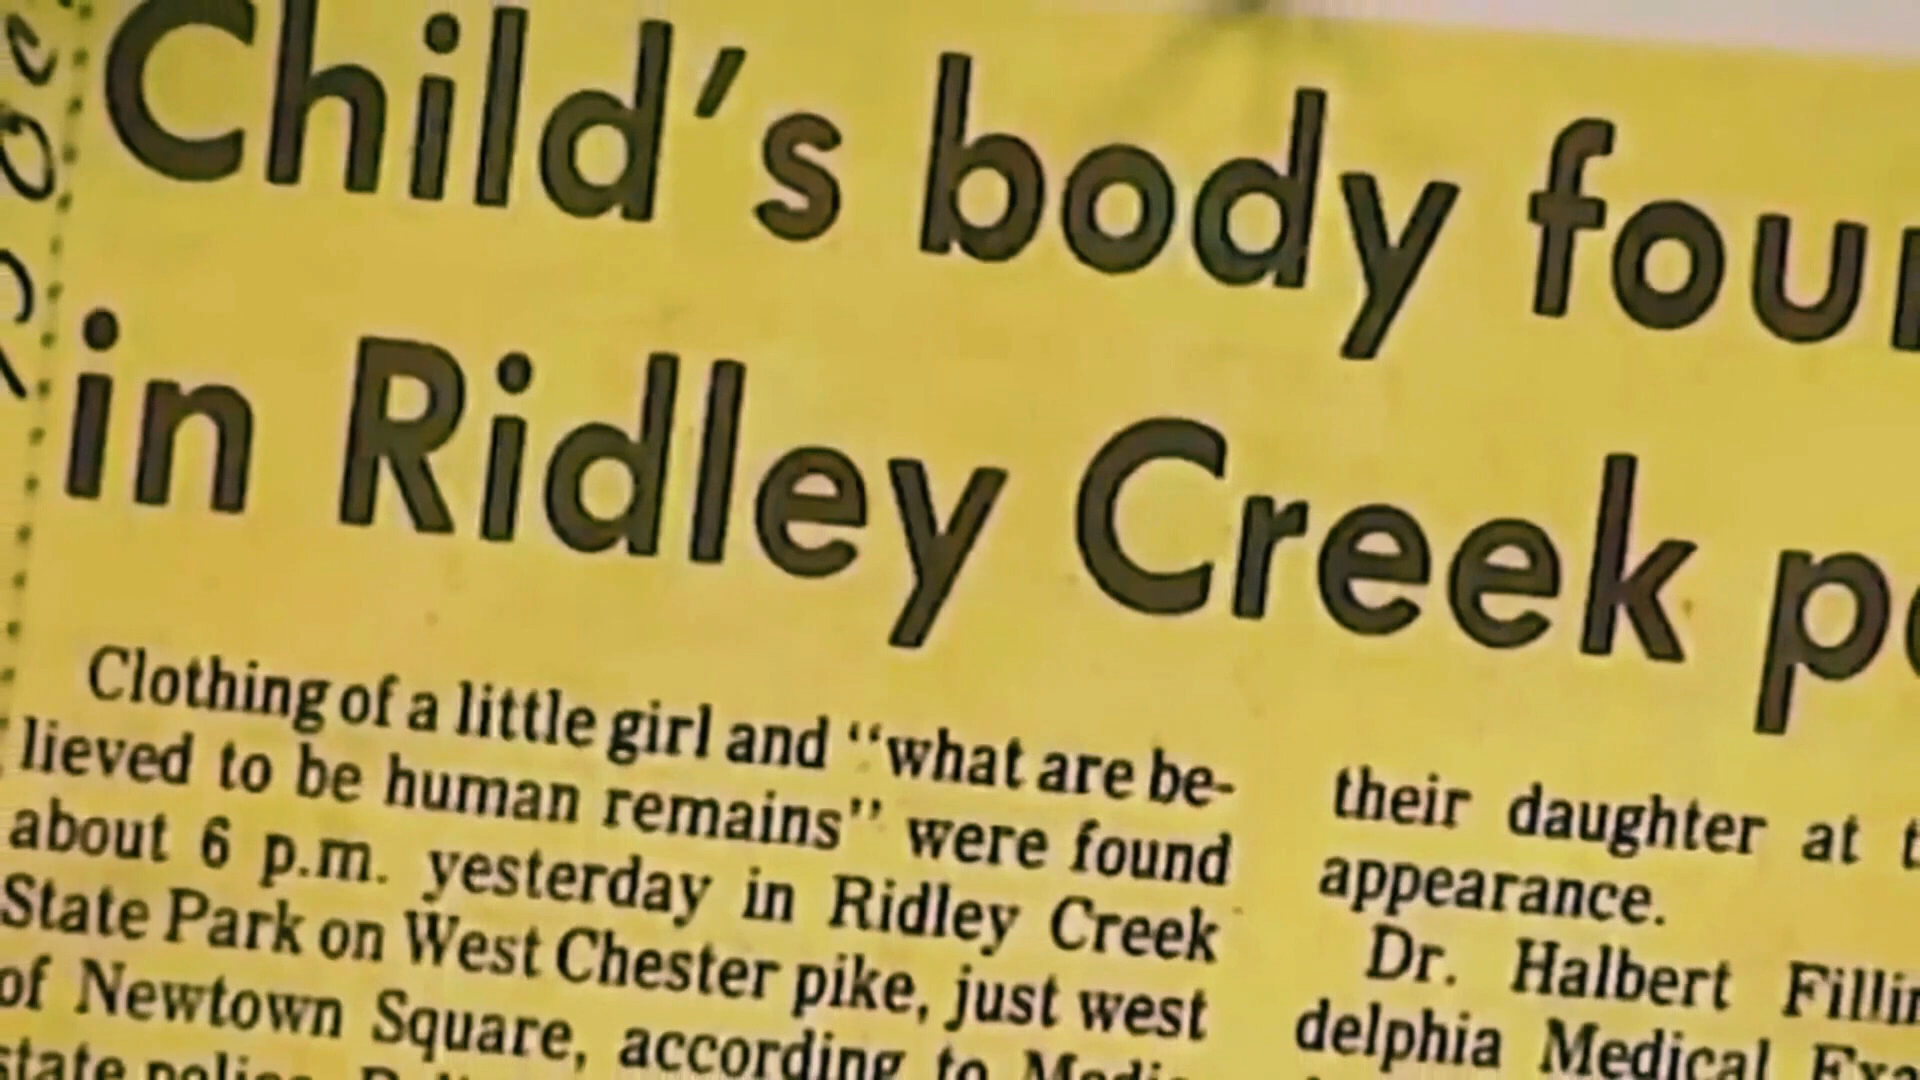 Child's body
in Ridley Creek
Clothing of a little girl and "what are be-
lieved to be human remains" were found
about 6 p.m. yesterday in Ridley Creek
State Park on West Chester pike, just west
of Newtown Square, according to
state police
their daughter at
appearance.
Dr. Halbert
delphia Medical